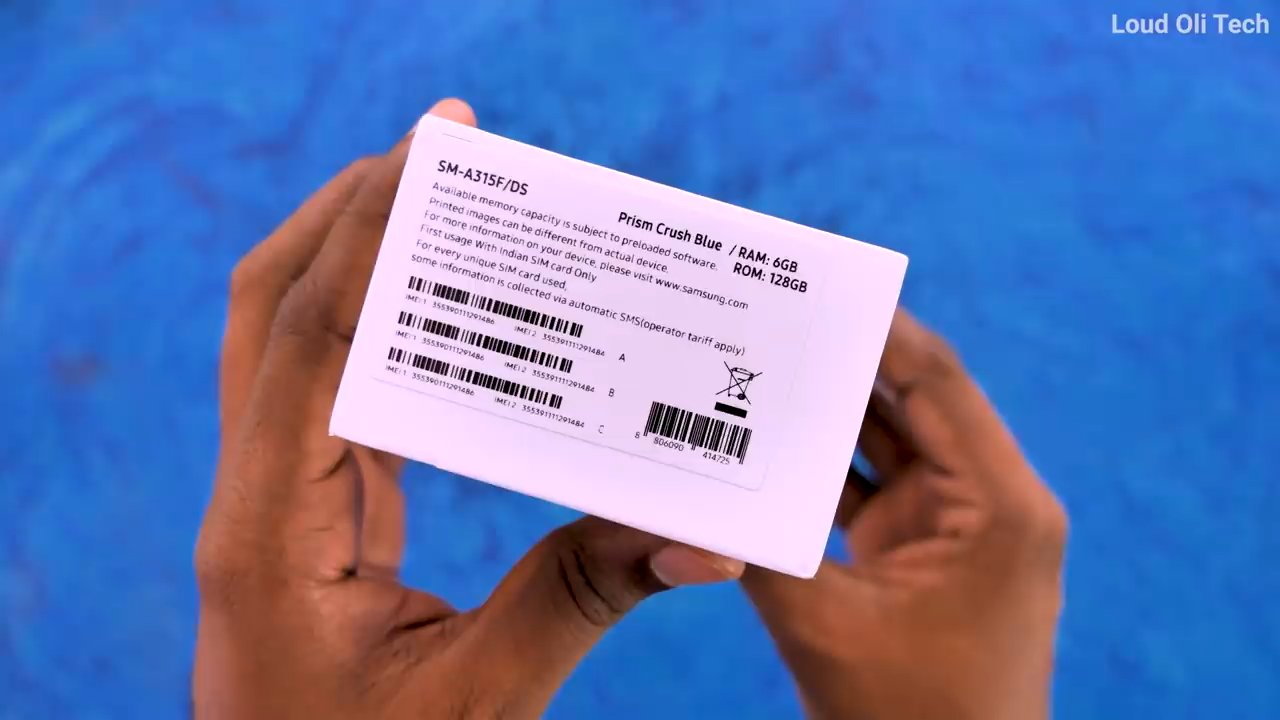 Loud Oli Tech
SM-A315F/DS
Prism Crush Blue / RAM: 6GB
ROM: 128GB
Available memory capacity is subject to preloaded software.
Printed images can be different from actual device.
For more information on your device, please visit www.samsung.com
First usage With Indian SIM card Only
For every unique SIM card used,
some information is collected via automatic SMS(operator tariff apply)
IMEI 1 355390111291486 IMEI 2 355391111291484 A
IMEI 1 355390111291486 IMEI 2 355391111291484 B
IMEI 1 355390111291486 IMEI 2 355391111291484 C
8 806090 414725